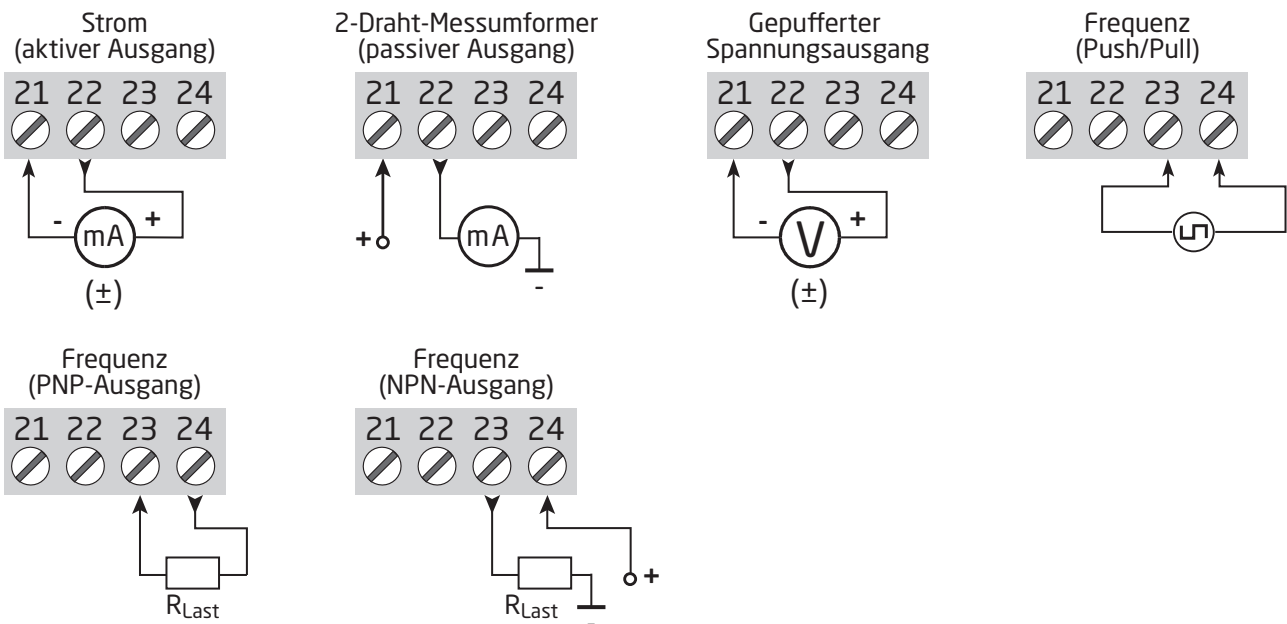 Strom
(aktiver Ausgang)
21 22 23 24
- mA +
(±)
2-Draht-Messumformer
(passiver Ausgang)
21 22 23 24
+ mA
-
Gepufferter
Spannungsausgang
21 22 23 24
- V +
(±)
Frequenz
(Push/Pull)
21 22 23 24
Frequenz
(PNP-Ausgang)
21 22 23 24
RLast
Frequenz
(NPN-Ausgang)
21 22 23 24
+
RLast
-